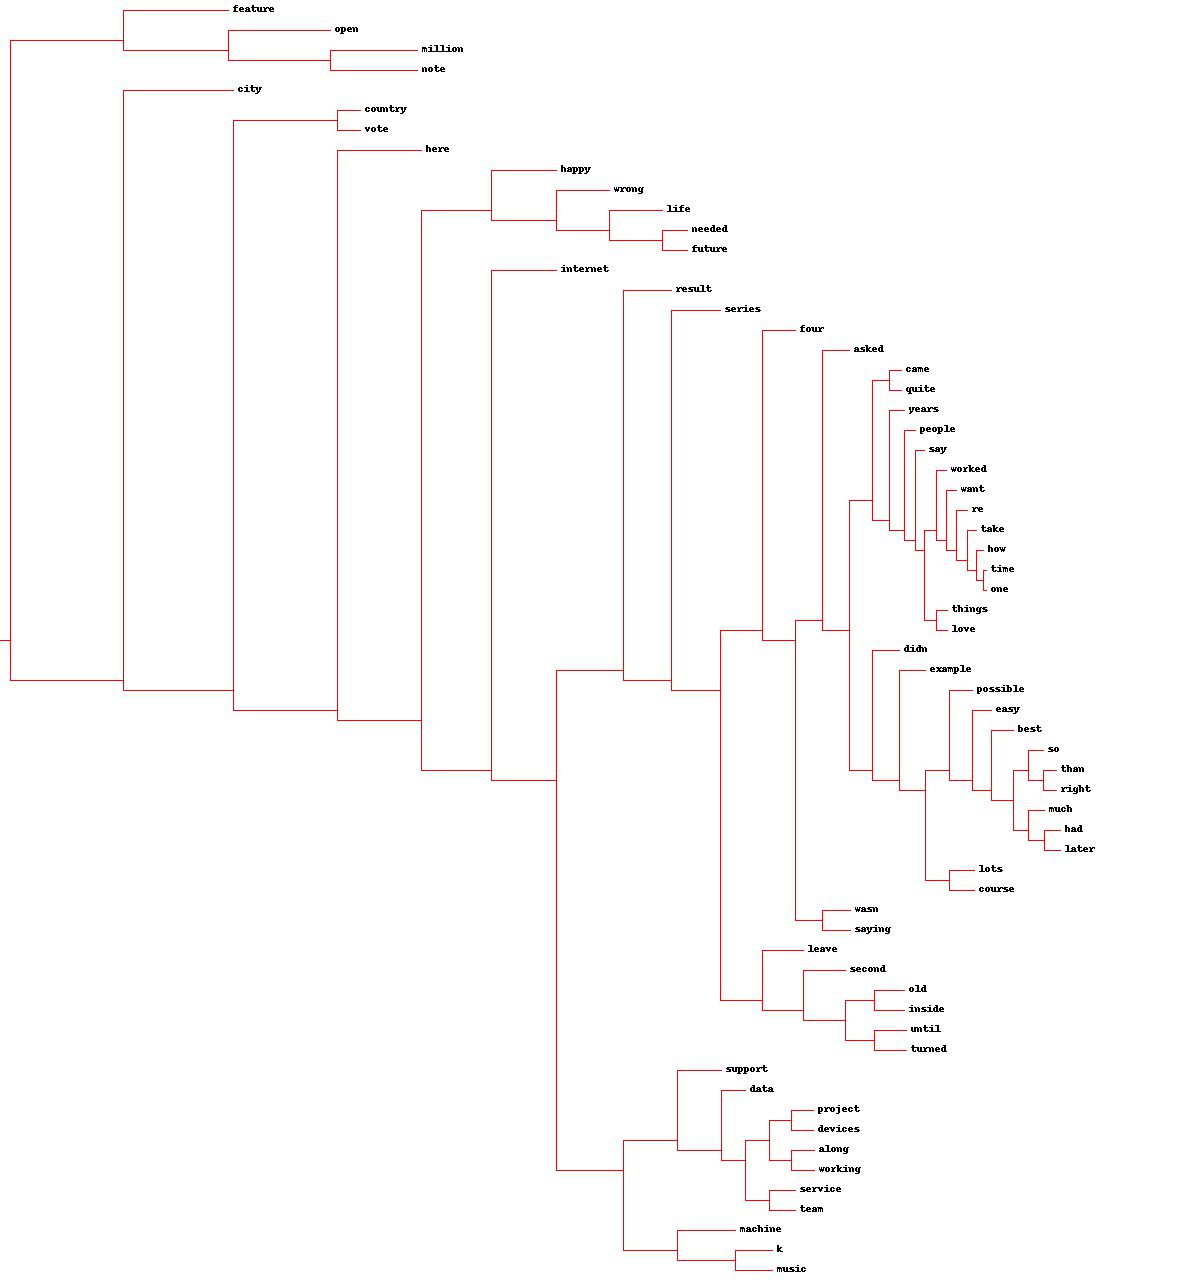 feature
open
million
note
city
country
vote
here
happy
wrong
life
needed
future
internet
result
series
four
asked
came
quite
years
people
say
worked
want
re
take
how
time
one
things
love
didn
example
possible
easy
best
so
than
right
much
had
later
lots
course
wasn
saying
leave
second
old
inside
until
turned
support
data
project
devices
along
working
service
team
machine
k
music